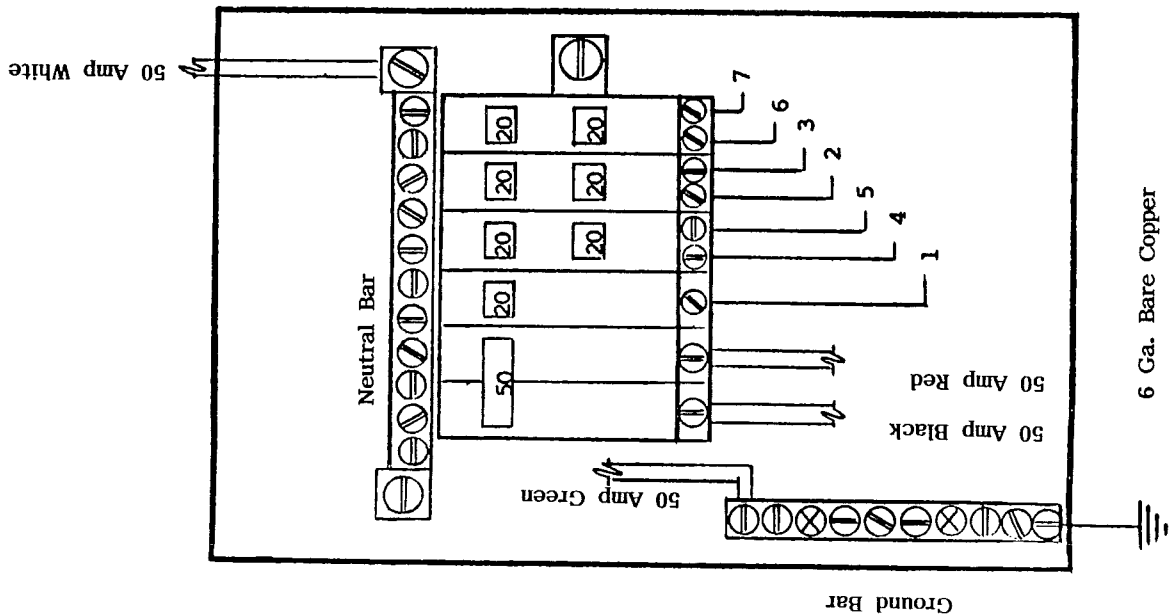 50 Amp White
Neutral Bar
20
20
20
20
20
20
20
50
7
6
3
2
5
4
1
50 Amp Red
50 Amp Black
50 Amp Green
Ground Bar
6 Ga. Bare Copper